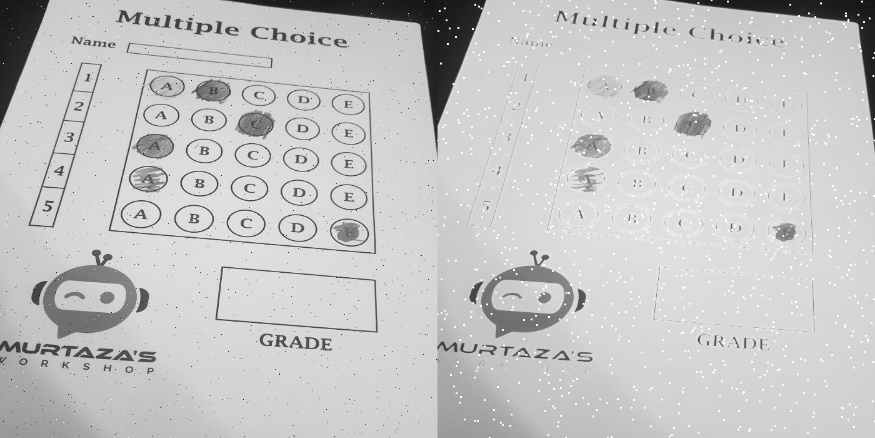 Multiple Choice
Name
1 A B C D E
2 A B C D E
3 A B C D E
4 A B C D E
5 A B C D E
GRADE
MURTAZA'S
WORKSHOP
Multiple Choice
Name
1 A B C D E
2 A B C D E
3 A B C D E
4 A B C D E
5 A B C D E
GRADE
MURTAZA'S